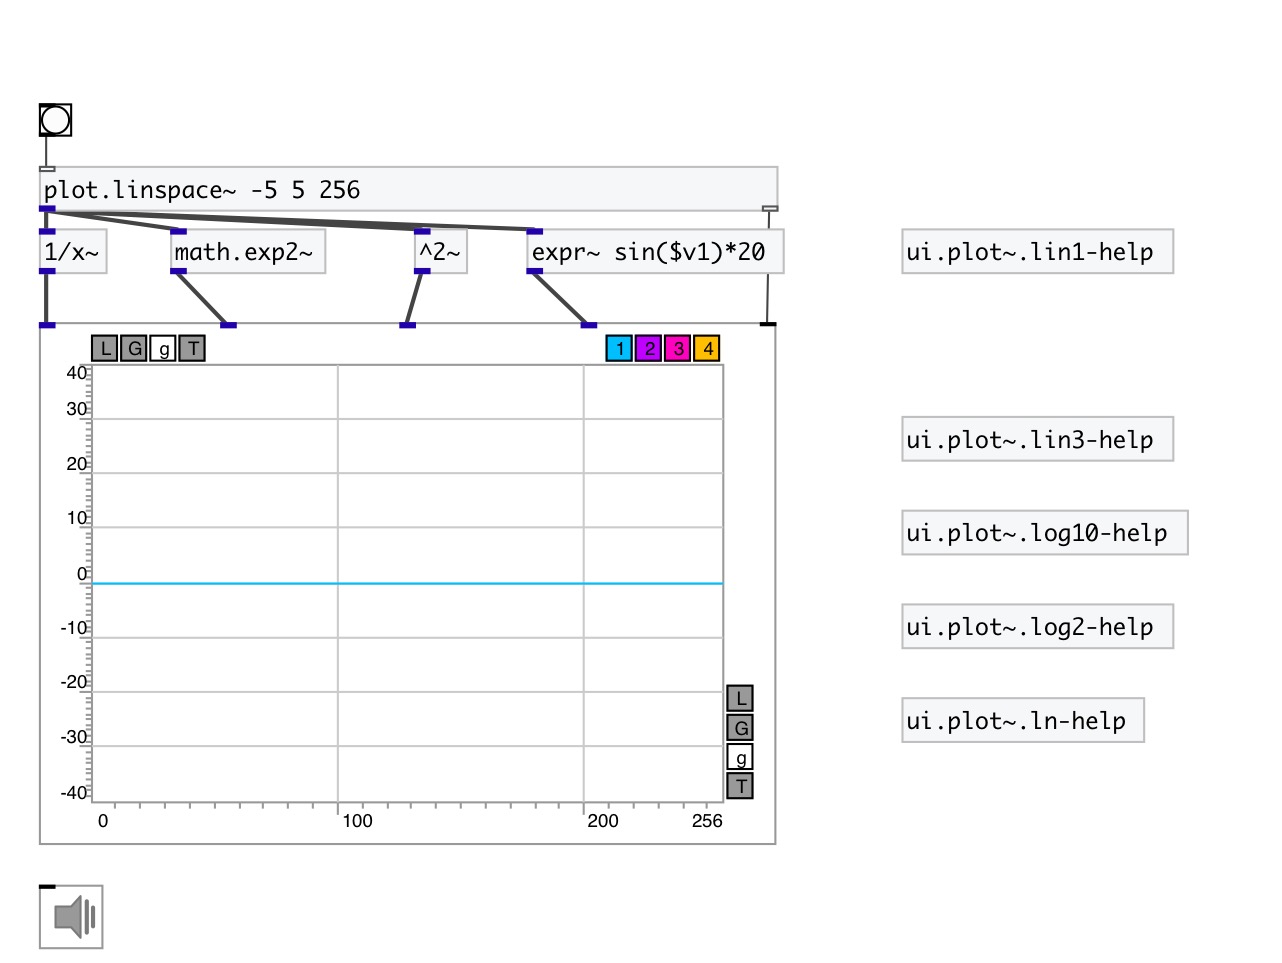 plot.linspace~ -5 5 256
1/x~
math.exp2~
^2~
expr~ sin($v1)*20
ui.plot~.lin1-help
L G g T
1 2 3 4
40
30
20
10
0
-10
-20
-30
-40
0 100 200 256
L
G
g
T
ui.plot~.lin3-help
ui.plot~.log10-help
ui.plot~.log2-help
ui.plot~.ln-help